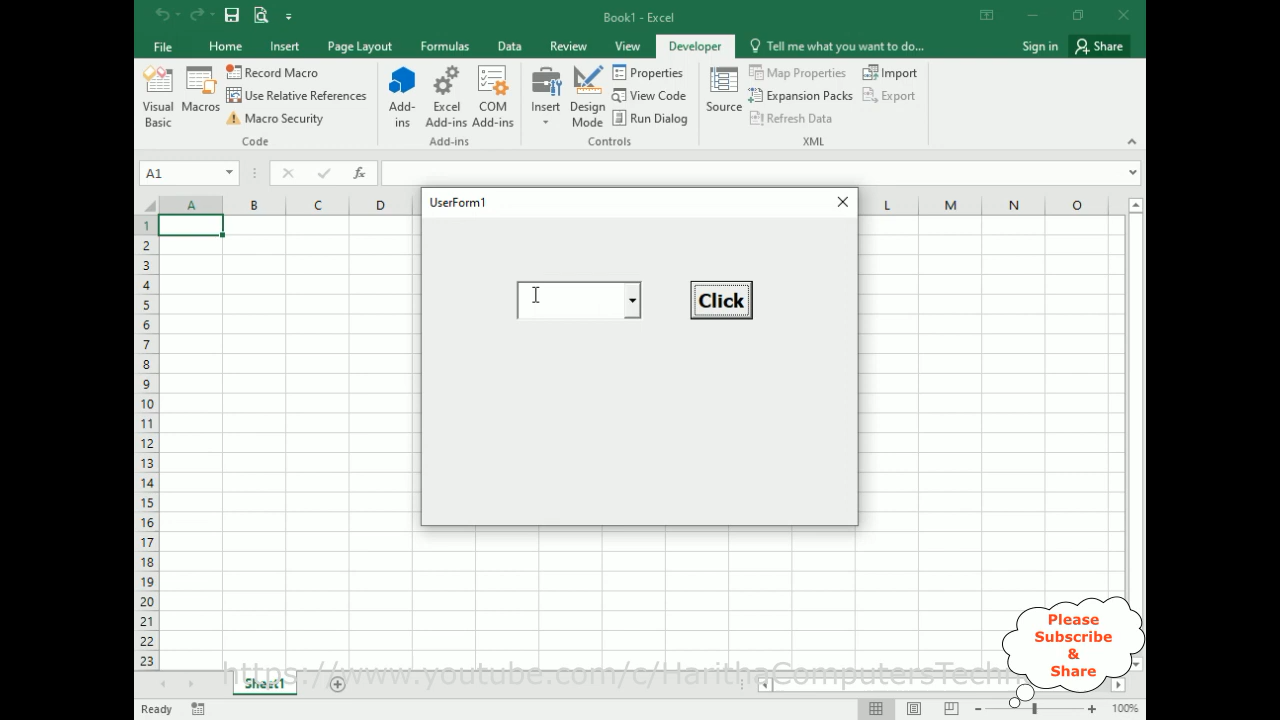 Book1 - Excel
File Home Insert Page Layout Formulas Data Review View Developer Tell me what you want to do... Sign in Share
Visual Basic
Macros
Record Macro
Use Relative References
Macro Security
Code
Add-ins
Excel Add-ins
COM Add-ins
Add-ins
Insert
Design Mode
Properties
View Code
Run Dialog
Controls
Source
Map Properties
Expansion Packs
Refresh Data
Import
Export
XML
A1
fx
A B C D L M N O
UserForm1
Click
1
2
3
4
5
6
7
8
9
10
11
12
13
14
15
16
17
18
19
20
21
22
23
Please
Subscribe
&
Share
https://www.youtube.com/c/HarithaComputersTechn
Sheet1
Ready
100%